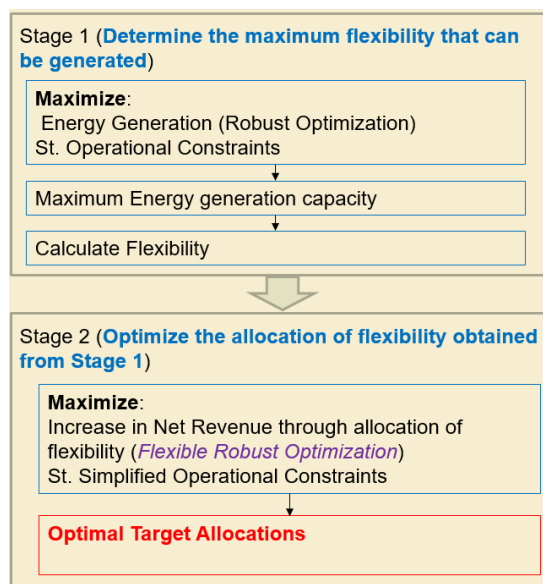 Stage 1 (Determine the maximum flexibility that can
be generated)
Maximize:
Energy Generation (Robust Optimization)
St. Operational Constraints
Maximum Energy generation capacity
Calculate Flexibility
Stage 2 (Optimize the allocation of flexibility obtained
from Stage 1)
Maximize:
Increase in Net Revenue through allocation of
flexibility (Flexible Robust Optimization)
St. Simplified Operational Constraints
Optimal Target Allocations